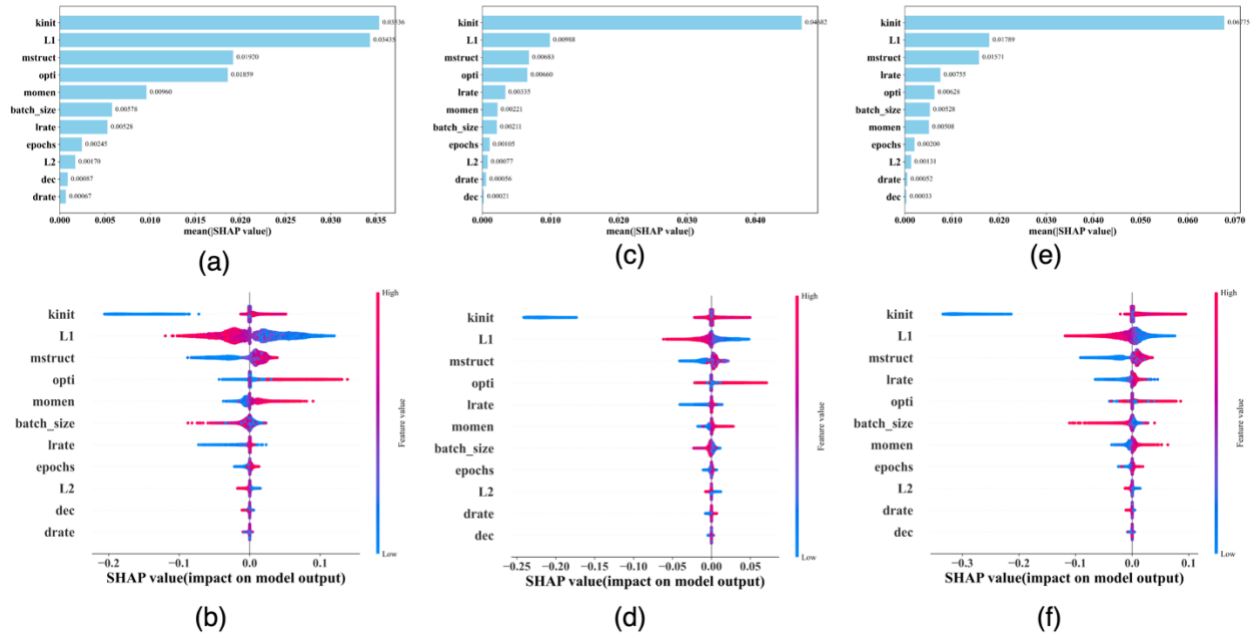 kinit 0.03536
L1 0.03435
mstruct 0.01920
opti 0.01859
momen 0.00960
batch_size 0.00578
lrate 0.00528
epochs 0.00245
L2 0.00170
dec 0.00087
drate 0.00067
0.000 0.005 0.010 0.015 0.020 0.025 0.030 0.035
mean(|SHAP value|)
(a)
kinit
L1 0.00988
mstruct 0.00683
opti 0.00660
lrate 0.00335
momen 0.00221
batch_size 0.00211
epochs 0.00105
L2 0.00077
drate 0.00056
dec 0.00021
0.000 0.010 0.020 0.030 0.040
mean(|SHAP value|)
(c)
kinit 0.06775
L1 0.01789
mstruct 0.01571
lrate 0.00755
opti 0.00628
batch_size 0.00528
momen 0.00508
epochs 0.00200
L2 0.00131
drate 0.00052
dec 0.00033
0.000 0.010 0.020 0.030 0.040 0.050 0.060 0.070
mean(|SHAP value|)
(e)
High
kinit
L1
mstruct
opti
momen
batch_size
lrate
epochs
L2
dec
drate
Feature value
Low
−0.2 −0.1 0.0 0.1
SHAP value(impact on model output)
(b)
High
kinit
L1
mstruct
opti
lrate
momen
batch_size
epochs
L2
drate
dec
Feature value
Low
−0.25 −0.20 −0.15 −0.10 −0.05 0.00 0.05
SHAP value(impact on model output)
(d)
High
kinit
L1
mstruct
lrate
opti
batch_size
momen
epochs
L2
drate
dec
Feature value
Low
−0.3 −0.2 −0.1 0.0 0.1
SHAP value(impact on model output)
(f)